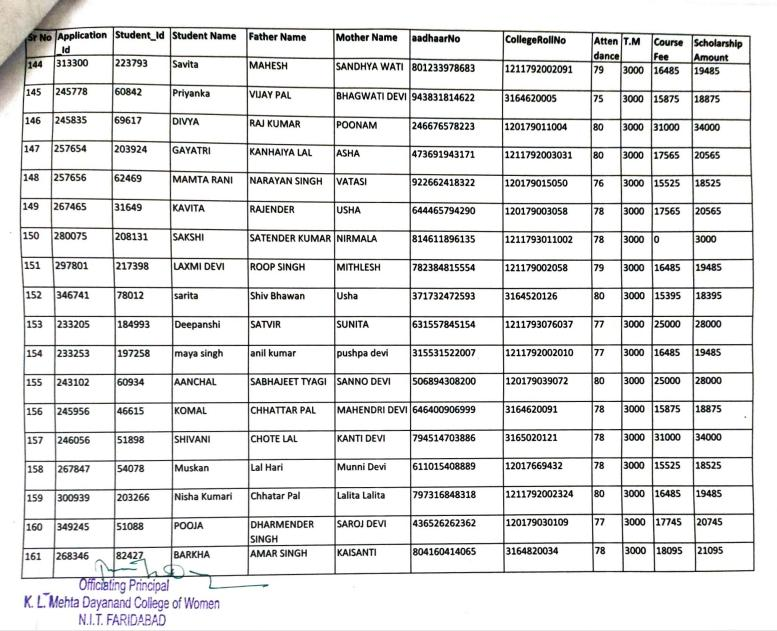 Sr No Application_Id Student_Id Student Name Father Name Mother Name aadhaarNo CollegeRollNo Attendance T.M Course Fee Scholarship Amount
144 313300 223793 Savita MAHESH SANDHYA WATI 801233978683 1211792002091 79 3000 16485 19485
145 245778 60842 Priyanka VIJAY PAL BHAGWATI DEVI 943831814622 3164620005 75 3000 15875 18875
146 245835 69617 DIVYA RAJ KUMAR POONAM 246676578223 120179011004 80 3000 31000 34000
147 257654 203924 GAYATRI KANHAIYA LAL ASHA 473691943171 1211792003031 80 3000 17565 20565
148 257656 62469 MAMTA RANI NARAYAN SINGH VATASI 922662418322 120179015050 76 3000 15525 18525
149 267465 31649 KAVITA RAJENDER USHA 644465794290 120179003058 78 3000 17565 20565
150 280075 208131 SAKSHI SATENDER KUMAR NIRMALA 814611896135 1211793011002 78 3000 0 3000
151 297801 217398 LAXMI DEVI ROOP SINGH MITHLESH 782384815554 121179002058 79 3000 16485 19485
152 346741 78012 sarita Shiv Bhawan Usha 371732472593 3164520126 80 3000 15395 18395
153 233205 184993 Deepanshi SATVIR SUNITA 631557845154 1211793076037 77 3000 25000 28000
154 233253 197258 maya singh anil kumar pushpa devi 315531522007 1211792002010 77 3000 16485 19485
155 243102 60934 AANCHAL SABHAJEET TYAGI SANNO DEVI 506894308200 120179039072 80 3000 25000 28000
156 245956 46615 KOMAL CHHATTAR PAL MAHENDRI DEVI 646400906999 3164620091 78 3000 15875 18875
157 246056 51898 SHIVANI CHOTE LAL KANTI DEVI 794514703886 3165020121 78 3000 31000 34000
158 267847 54078 Muskan Lal Hari Munni Devi 611015408889 12017669432 78 3000 15525 18525
159 300939 203266 Nisha Kumari Chhatar Pal Lalita Lalita 797316848318 1211792002324 80 3000 16485 19485
160 349245 51088 POOJA DHARMENDER SINGH SAROJ DEVI 436526262362 120179030109 77 3000 17745 20745
161 268346 82427 BARKHA AMAR SINGH KAISANTI 804160414065 3164820034 78 3000 18095 21095
Officiating Principal
K. L. Mehta Dayanand College of Women
N.I.T. FARIDABAD